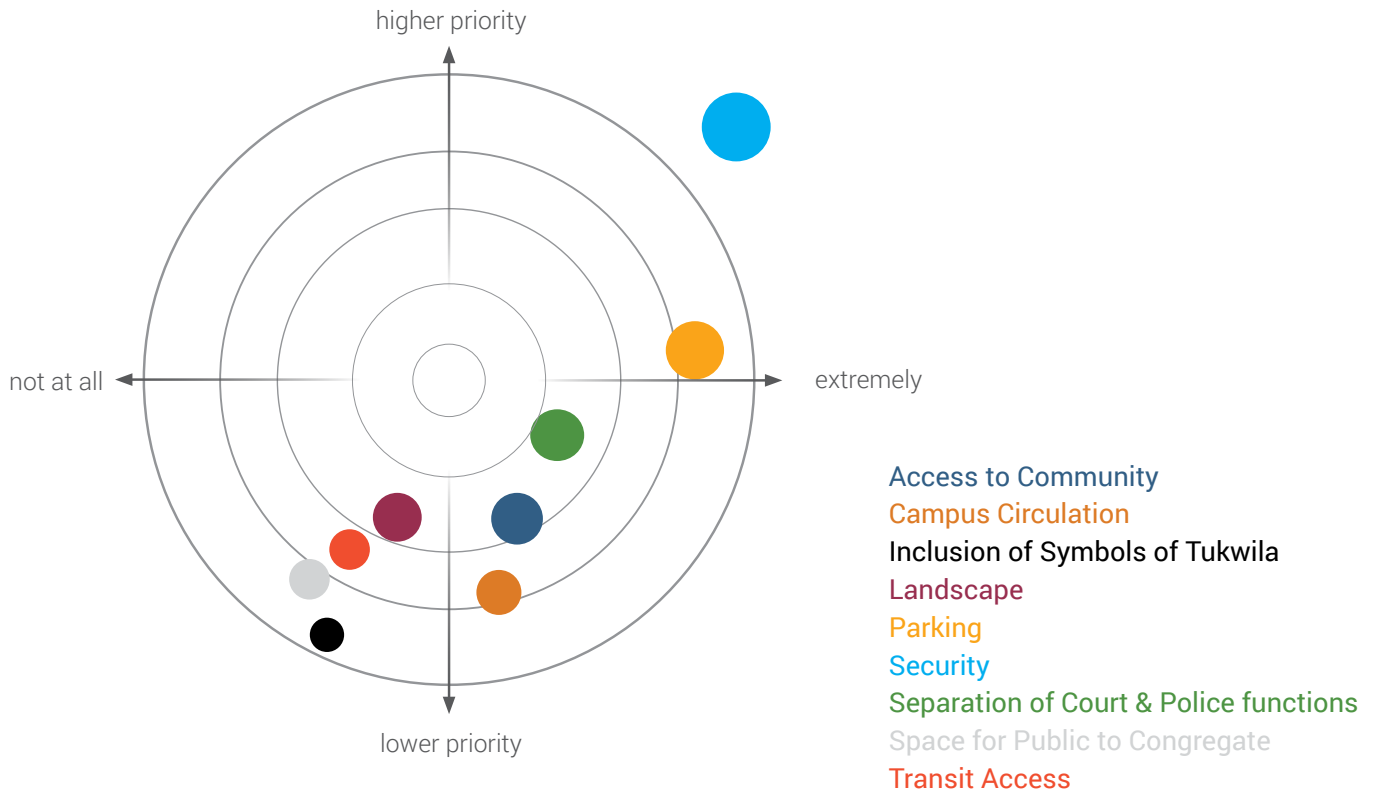 higher priority
not at all
extremely
lower priority
Access to Community
Campus Circulation
Inclusion of Symbols of Tukwila
Landscape
Parking
Security
Separation of Court & Police functions
Space for Public to Congregate
Transit Access